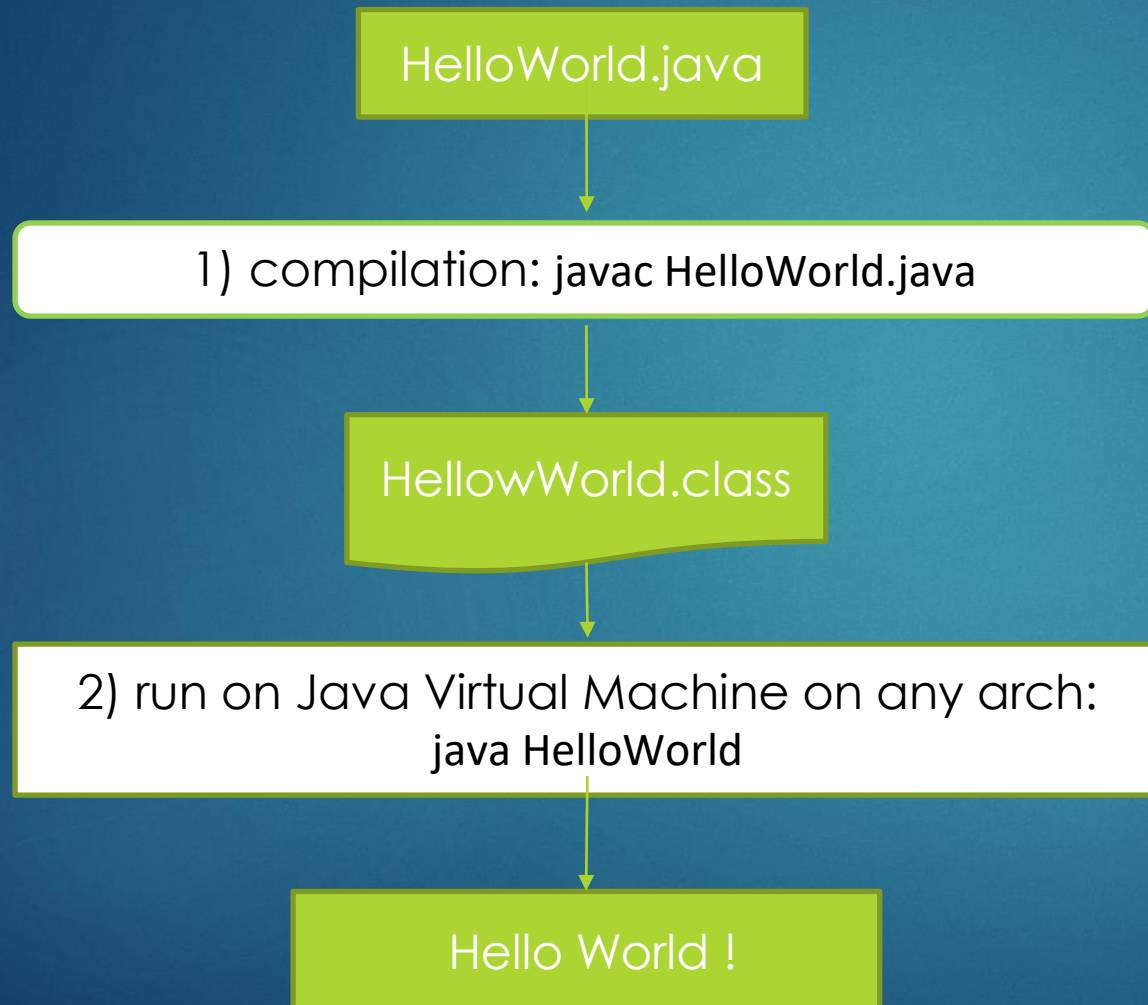 HelloWorld.java
1) compilation: javac HelloWorld.java
HellowWorld.class
2) run on Java Virtual Machine on any arch:
java HelloWorld
Hello World !